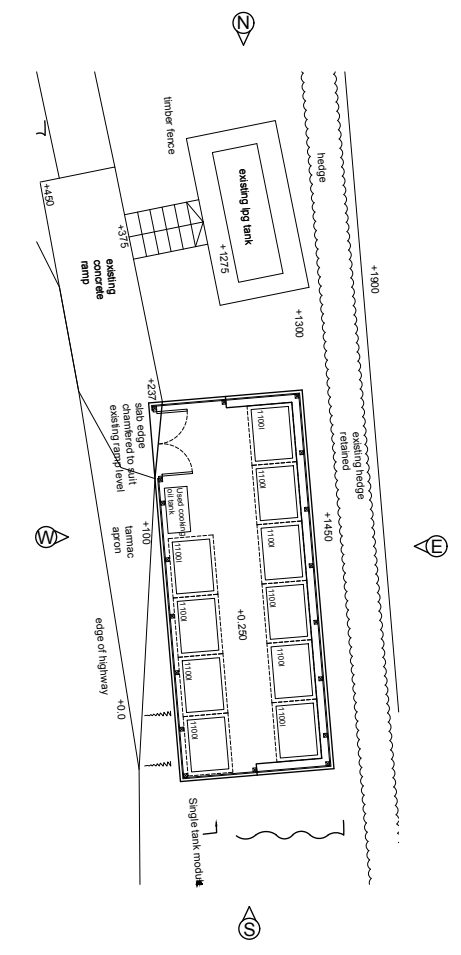 N
timber fence
existing lpg tank
hedge
+450
+375
+1275
+1900
existing
concrete
ramp
+1300
+237
slab edge
chamfered to suit
existing ramp level
existing hedge
retained
1100l
1100l
1100l
1100l
1100l
+1450
Used cooking
oil tank
+100
tarmac
apron
W
E
1100l
1100l
1100l
1100l
+0.250
edge of highway
+0.0
Single tank module
S